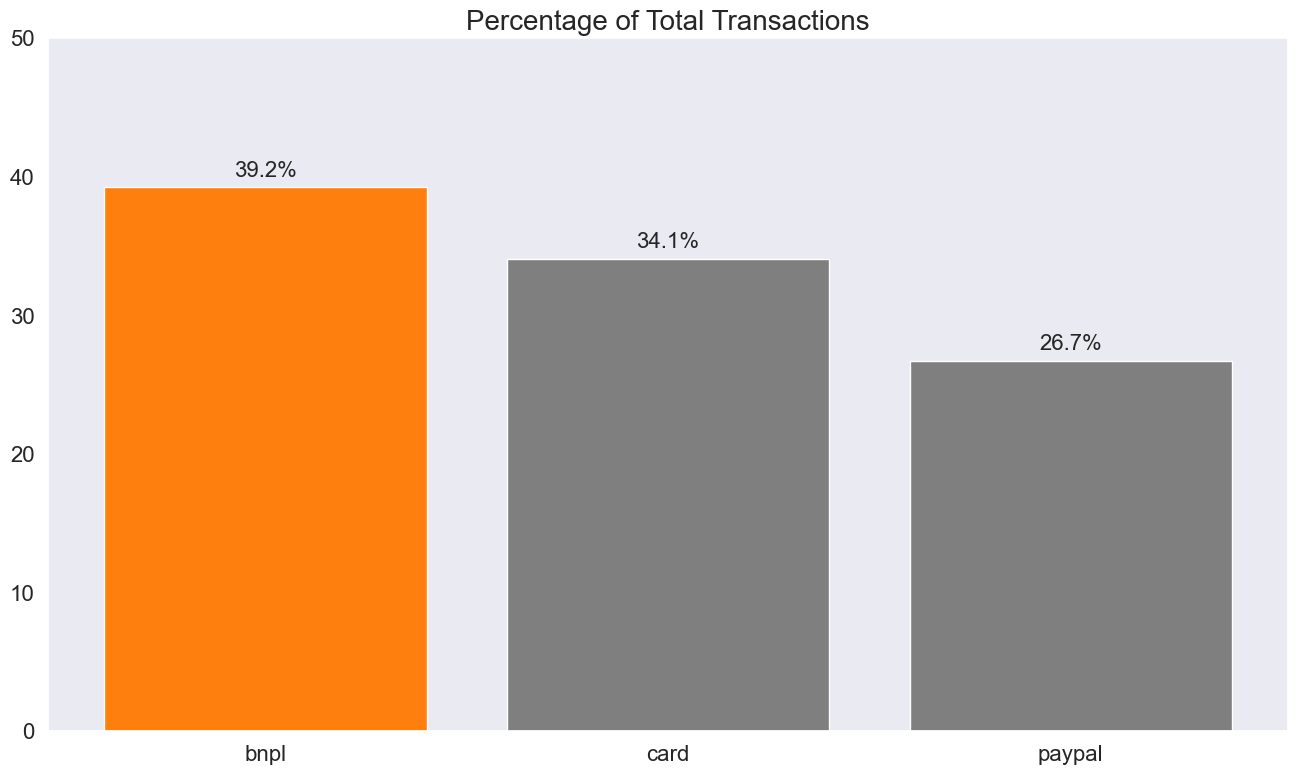 Percentage of Total Transactions
50
40
30
20
10
0
39.2%
34.1%
26.7%
bnpl
card
paypal